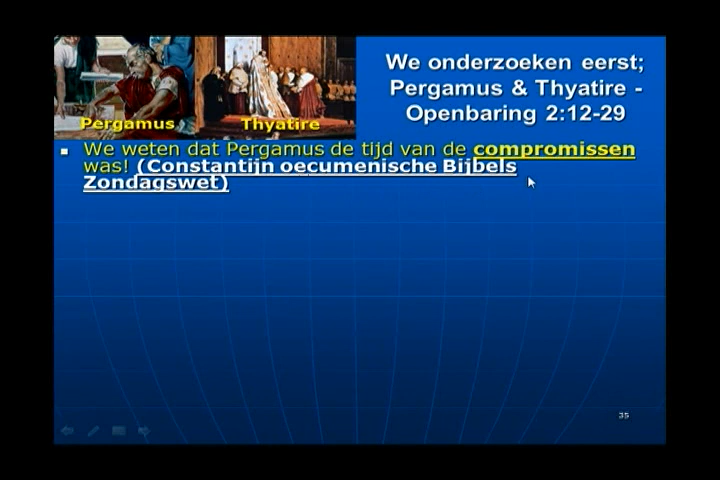 We onderzoeken eerst;
Pergamus & Thyatire -
Openbaring 2:12-29
Pergamus
Thyatire
We weten dat Pergamus de tijd van de compromissen
was! (Constantijn oecumenische Bijbels
Zondagswet)
35